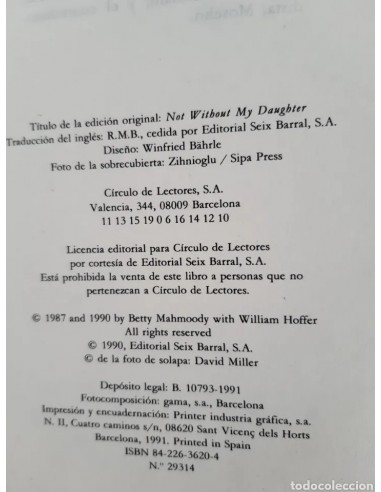 Título de la edición original: Not Without My Daughter
Traducción del inglés: R.M.B., cedida por Editorial Seix Barral, S.A.
Diseño: Winfried Bährle
Foto de la sobrecubierta: Zihnioglu / Sipa Press
Círculo de Lectores, S.A.
Valencia, 344, 08009 Barcelona
11 13 15 19 0 6 16 14 12 10
Licencia editorial para Círculo de Lectores
por cortesía de Editorial Seix Barral, S.A.
Está prohibida la venta de este libro a personas que no
pertenezcan a Círculo de Lectores.
© 1987 and 1990 by Betty Mahmoody with William Hoffer
All rights reserved
© 1990, Editorial Seix Barral, S.A.
© de la foto de solapa: David Miller
Depósito legal: B. 10793-1991
Fotocomposición: gama, s.a., Barcelona
Impresión y encuadernación: Printer industria gráfica, s.a.
N. II, Cuatro caminos s/n, 08620 Sant Vicenç dels Horts
Barcelona, 1991. Printed in Spain
ISBN 84-226-3620-4
N.º 29314
todocoleccion